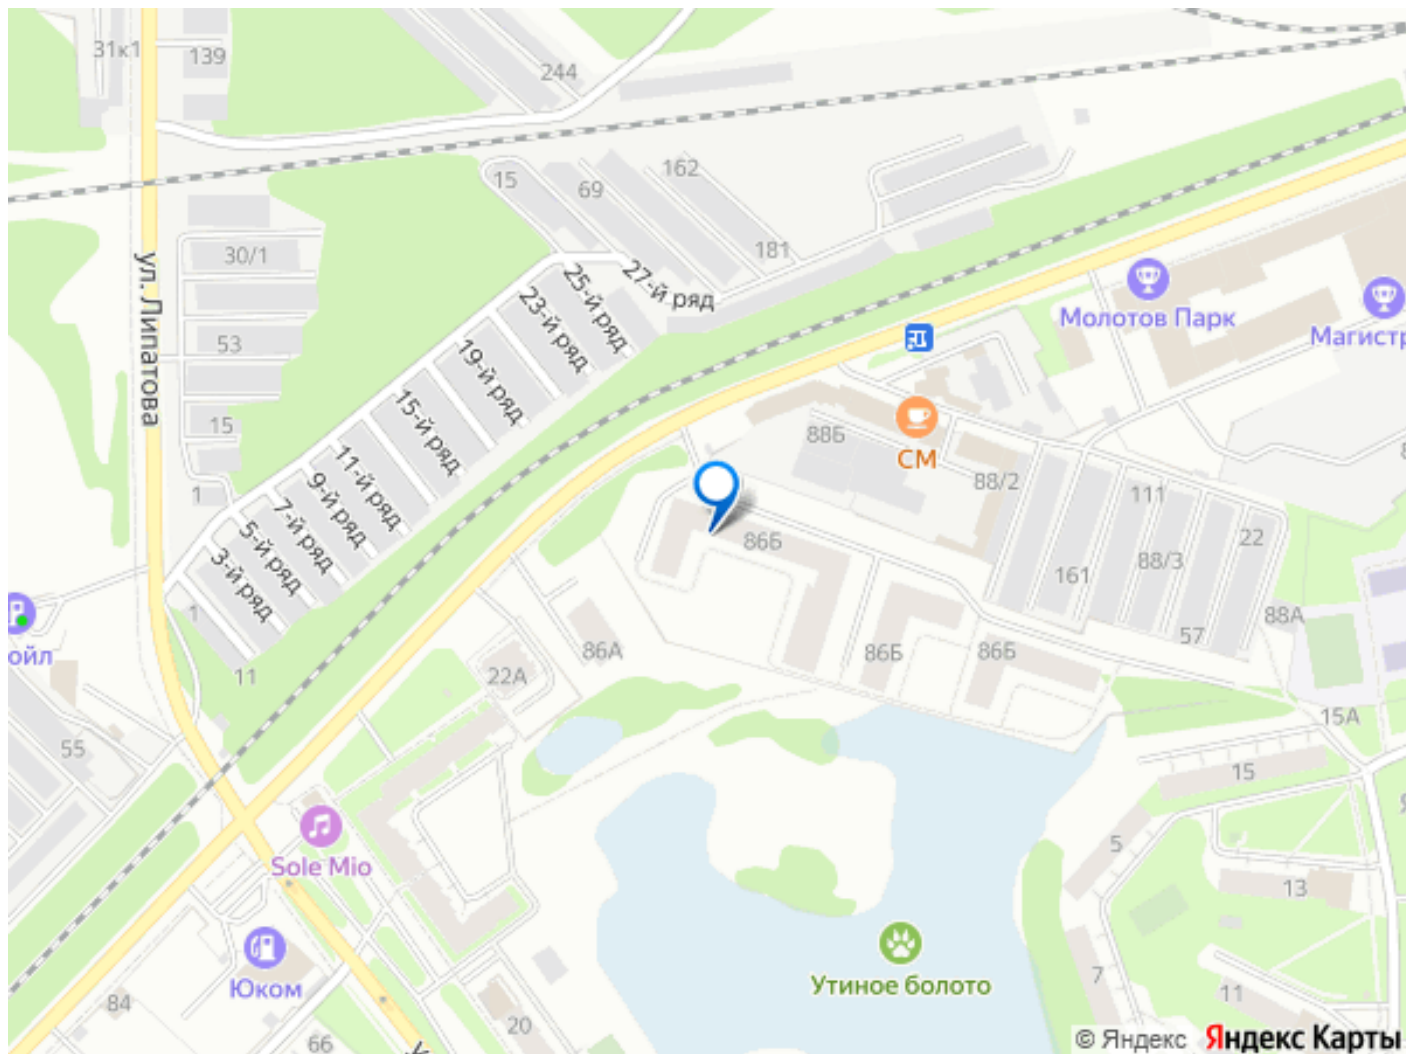 31к1
139
244
15
69
162
181
30/1
ул. Липатова
53
15
1
27-й ряд
25-й ряд
23-й ряд
19-й ряд
15-й ряд
11-й ряд
9-й ряд
7-й ряд
5-й ряд
3-й ряд
1
11
Молотов Парк
Магистр
88Б
СМ
88/2
111
22
161
88/3
57
88А
86Б
86А
86Б
86Б
22А
15А
ойл
55
15
5
13
7
11
Sole Mio
Юком
84
66
20
Утиное болото
© Яндекс Яндекс Карты